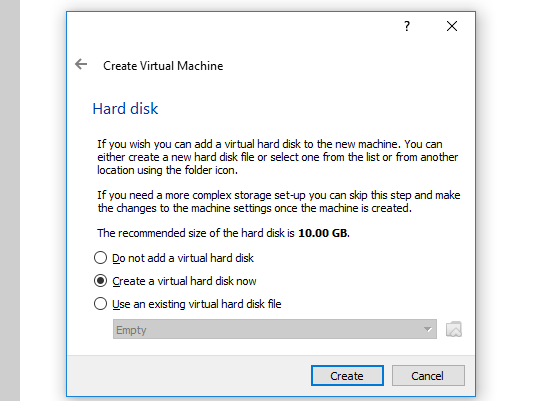 ?
Create Virtual Machine
Hard disk
If you wish you can add a virtual hard disk to the new machine. You can
either create a new hard disk file or select one from the list or from another
location using the folder icon.
If you need a more complex storage set-up you can skip this step and make
the changes to the machine settings once the machine is created.
The recommended size of the hard disk is 10.00 GB.
Do not add a virtual hard disk
Create a virtual hard disk now
Use an existing virtual hard disk file
Empty
Create
Cancel